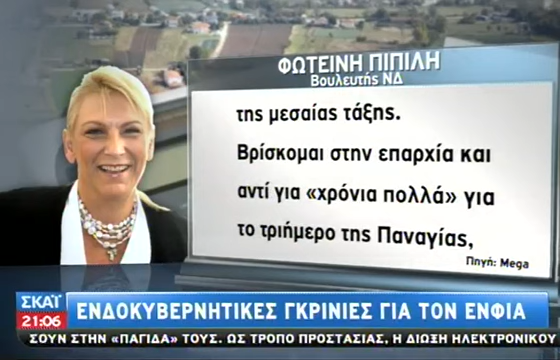 ΦΩΤΕΙΝΗ ΠΙΠΙΛΗ
Βουλευτής ΝΔ
της μεσαίας τάξης.
Βρίσκομαι στην επαρχία και
αντί για «χρόνια πολλά» για
το τριήμερο της Παναγίας,
Πηγή: Mega
ΣΚΑΪ
21:06
ΕΝΔΟΚΥΒΕΡΝΗΤΙΚΕΣ ΓΚΡΙΝΙΕΣ ΓΙΑ ΤΟΝ ΕΝΦΙΑ
ΣΟΥΝ ΣΤΗΝ «ΠΑΓΙΔΑ» ΤΟΥΣ. ΩΣ ΤΡΟΠΟ ΠΡΟΣΤΑΣΙΑΣ, Η ΔΙΩΞΗ ΗΛΕΚΤΡΟΝΙΚΟΥ